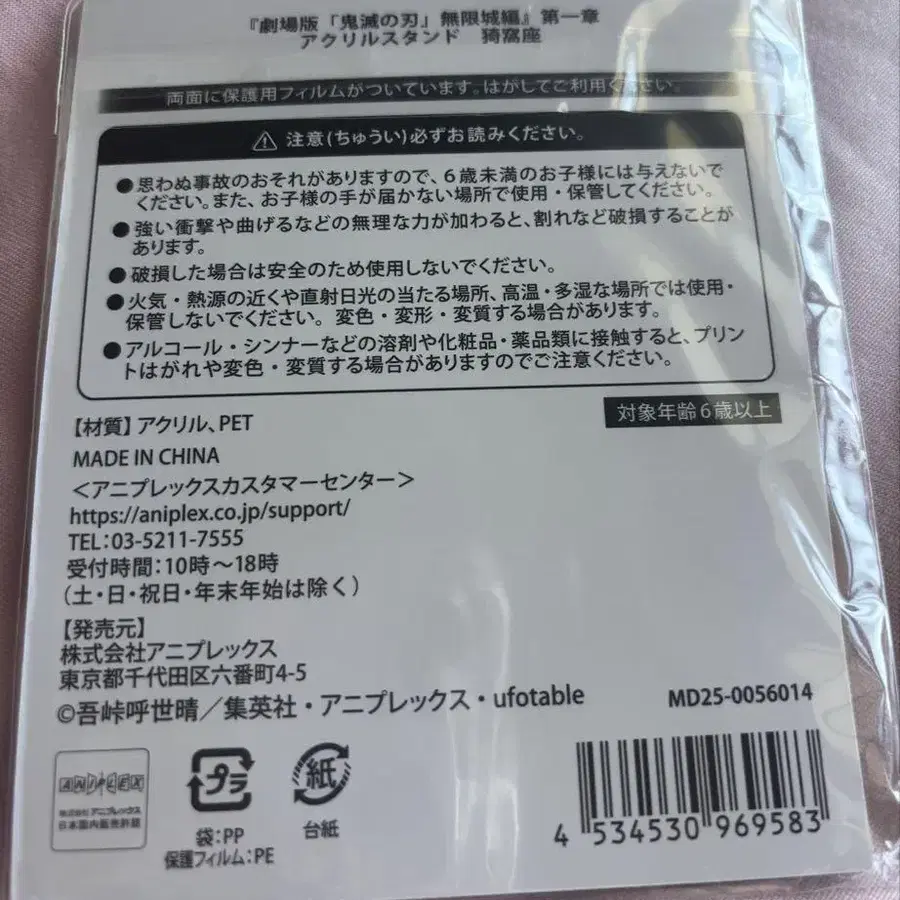 『劇場版「鬼滅の刃」無限城編』第一章
アクリルスタンド　猗窩座
両面に保護用フィルムがついています。はがしてご利用ください。
注意(ちゅうい)必ずお読みください。
●思わぬ事故のおそれがありますので、6歳未満のお子様には与えないで
ください。また、お子様の手が届かない場所で使用・保管してください。
●強い衝撃や曲げるなどの無理な力が加わると、割れなど破損することが
あります。
●破損した場合は安全のため使用しないでください。
●火気・熱源の近くや直射日光の当たる場所、高温・多湿な場所では使用・
保管しないでください。変色・変形・変質する場合があります。
●アルコール・シンナーなどの溶剤や化粧品・薬品類に接触すると、プリン
トはがれや変色・変質する場合がありますのでご注意ください。
対象年齢6歳以上
【材質】アクリル、PET
MADE IN CHINA
＜アニプレックスカスタマーセンター＞
https://aniplex.co.jp/support/
TEL:03-5211-7555
受付時間:10時～18時
(土・日・祝日・年末年始は除く)
【発売元】
株式会社アニプレックス
東京都千代田区六番町4-5
©吾峠呼世晴／集英社・アニプレックス・ufotable
MD25-0056014
ANIPLEX
株式会社アニプレックス
日本国内販売許諾
プラ
袋:PP
保護フィルム:PE
紙
台紙
4 534530 969583